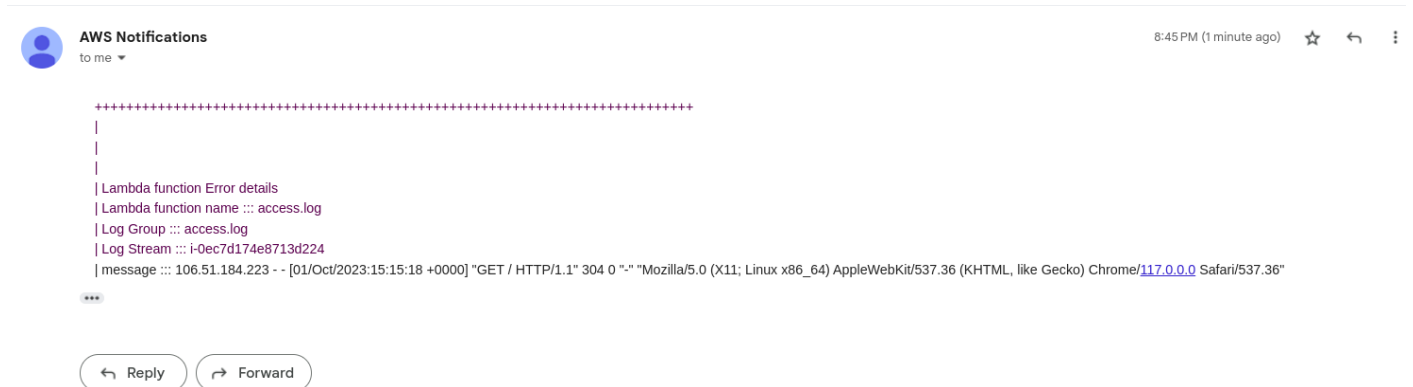 AWS Notifications
8:45 PM (1 minute ago)
to me
++++++++++++++++++++++++++++++++++++++++++++++++++++++++++++++++++++++++++++
|
|
|
| Lambda function Error details
| Lambda function name ::: access.log
| Log Group ::: access.log
| Log Stream ::: i-0ec7d174e8713d224
| message ::: 106.51.184.223 - - [01/Oct/2023:15:15:18 +0000] "GET / HTTP/1.1" 304 0 "-" "Mozilla/5.0 (X11; Linux x86_64) AppleWebKit/537.36 (KHTML, like Gecko) Chrome/117.0.0.0 Safari/537.36"
Reply
Forward